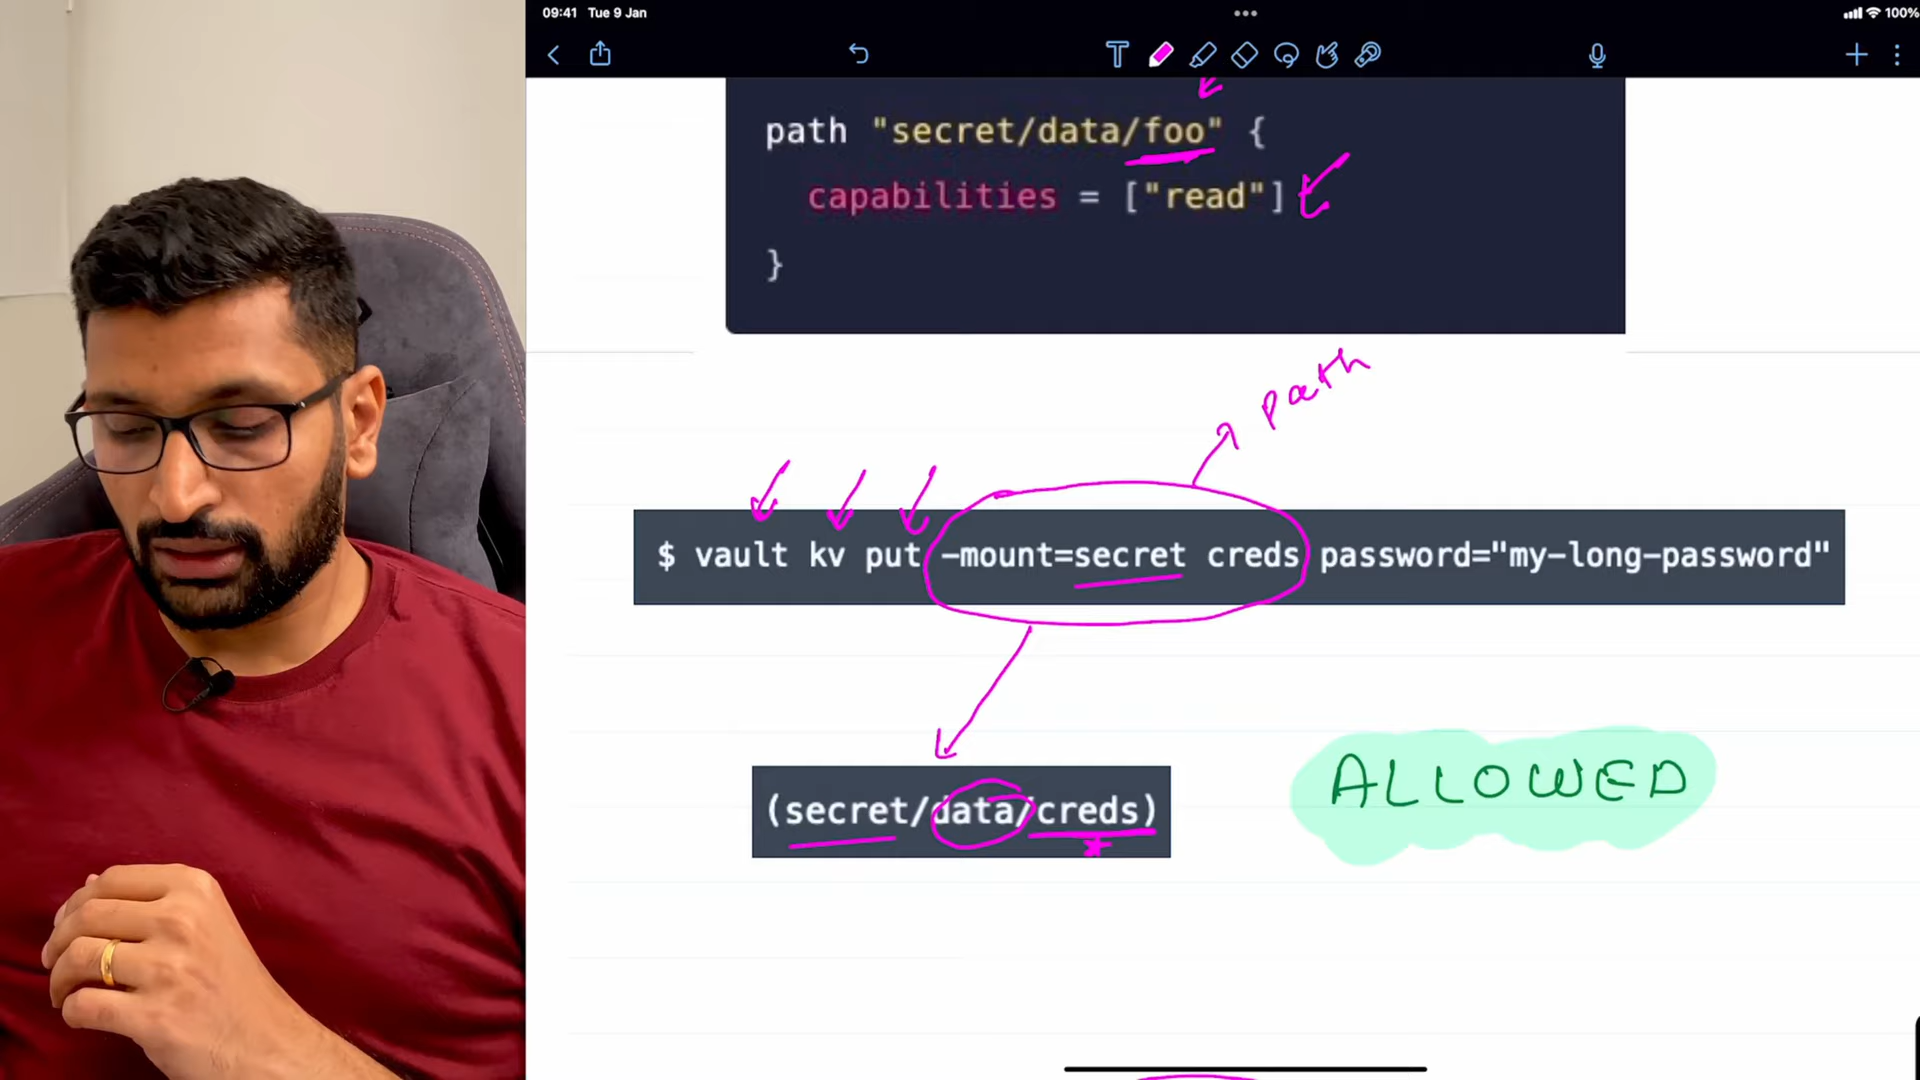 09:41 Tue 9 Jan
100%
T
path "secret/data/foo" {
capabilities = ["read"]
}
path
$ vault kv put -mount=secret creds password="my-long-password"
(secret/data/creds)
*
ALLOWED